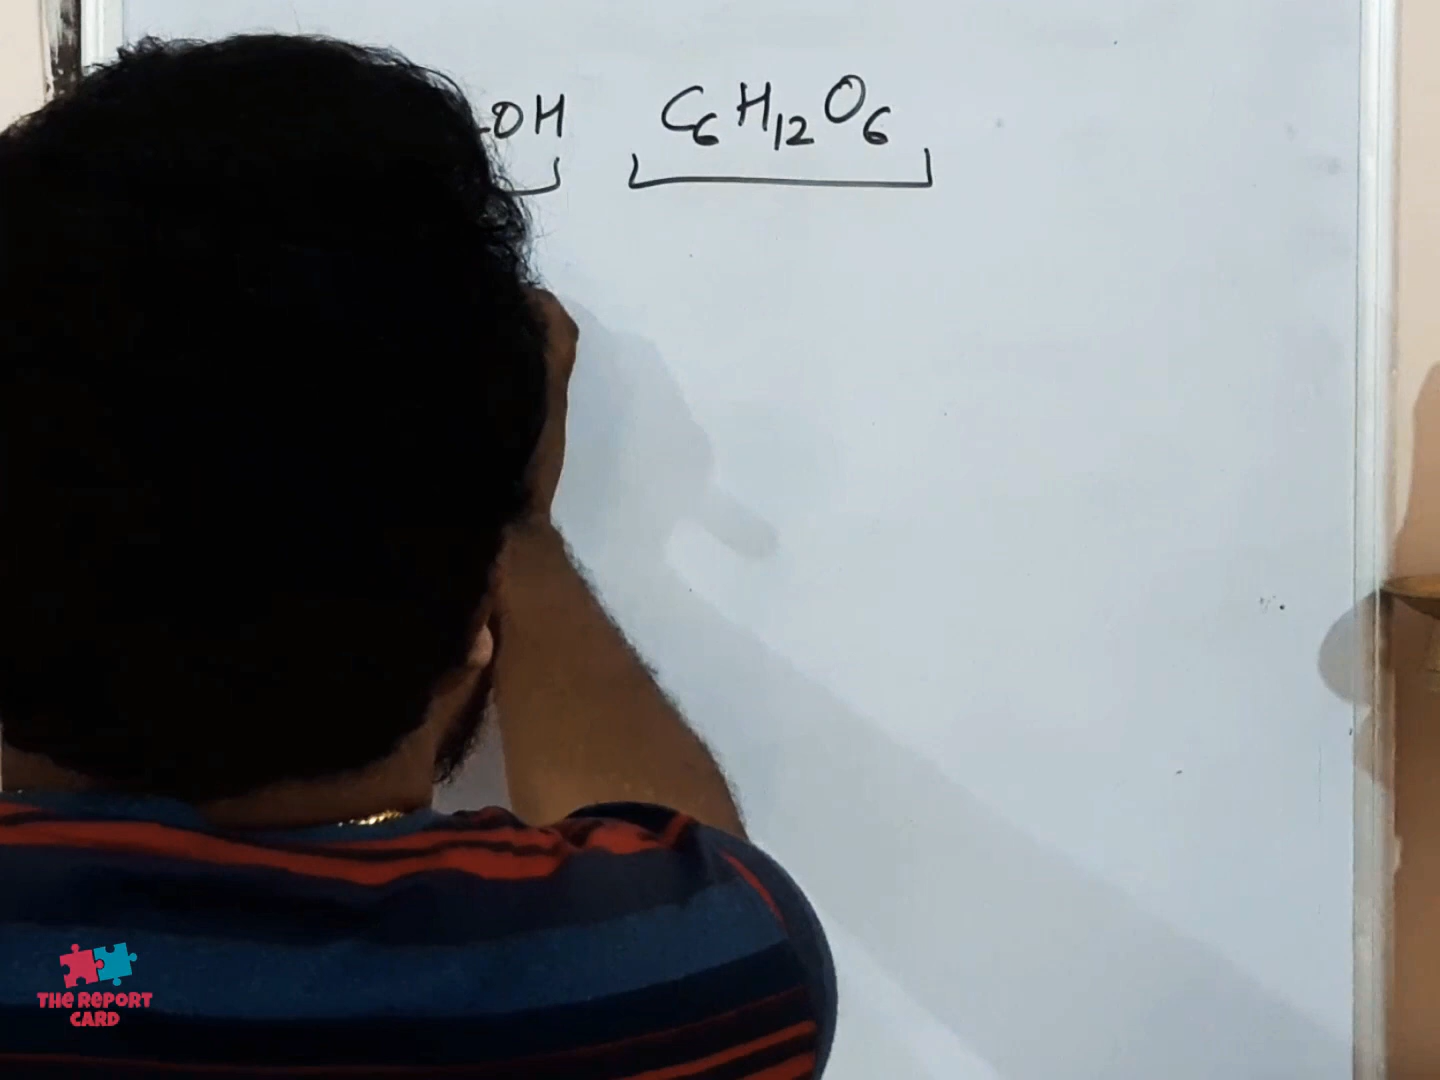 OH C₆H₁₂O₆
THE REPORT
CARD